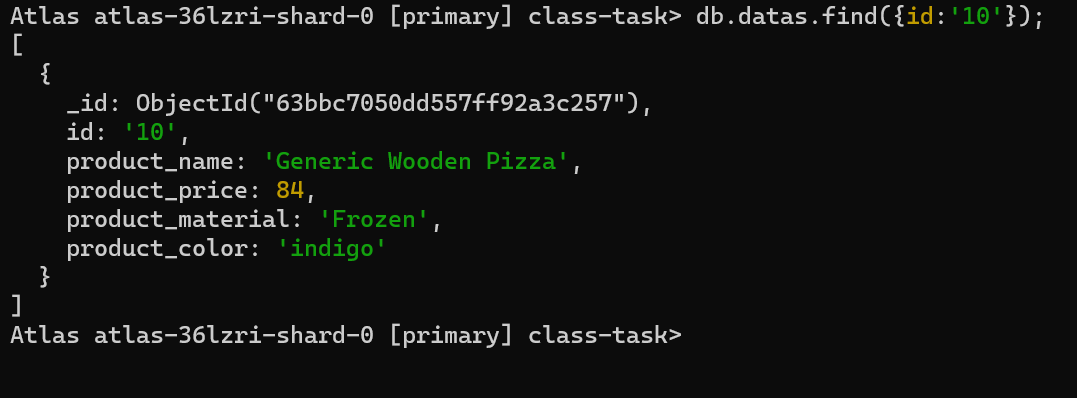 Atlas atlas-36lzri-shard-0 [primary] class-task> db.datas.find({id:'10'});
[
  {
    _id: ObjectId("63bbc7050dd557ff92a3c257"),
    id: '10',
    product_name: 'Generic Wooden Pizza',
    product_price: 84,
    product_material: 'Frozen',
    product_color: 'indigo'
  }
]
Atlas atlas-36lzri-shard-0 [primary] class-task>